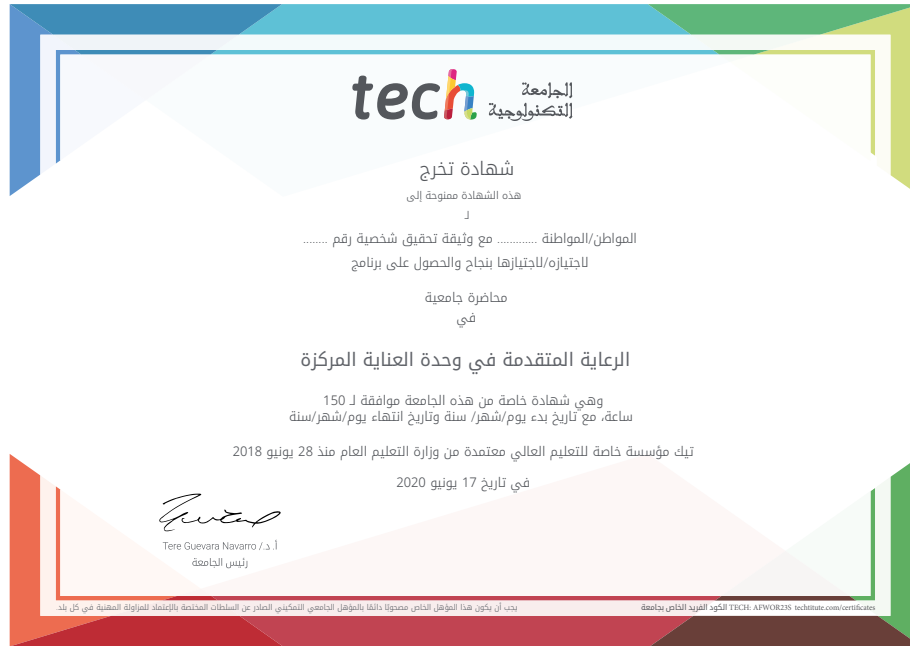 tech الجامعة
التكنولوجية
شهادة تخرج
هذه الشهادة ممنوحة إلى
لـ
المواطن/المواطنة ............ مع وثيقة تحقيق شخصية رقم ........
لاجتيازه/لاجتيازها بنجاح والحصول على برنامج
محاضرة جامعية
في
الرعاية المتقدمة في وحدة العناية المركزة
وهي شهادة خاصة من هذه الجامعة موافقة لـ 150
ساعة، مع تاريخ بدء يوم/شهر/ سنة وتاريخ انتهاء يوم/شهر/سنة
تيك مؤسسة خاصة للتعليم العالي معتمدة من وزارة التعليم العام منذ 28 يونيو 2018
في تاريخ 17 يونيو 2020
أ. د./ Tere Guevara Navarro
رئيس الجامعة
يجب أن يكون هذا المؤهل الخاص مصحوبًا دائمًا بالمؤهل الجامعي التمكيني الصادر عن السلطات المختصة بالإعتماد للمزاولة المهنية في كل بلد.
الكود الفريد الخاص بجامعة TECH: AFWOR23S techtitute.com/certificates